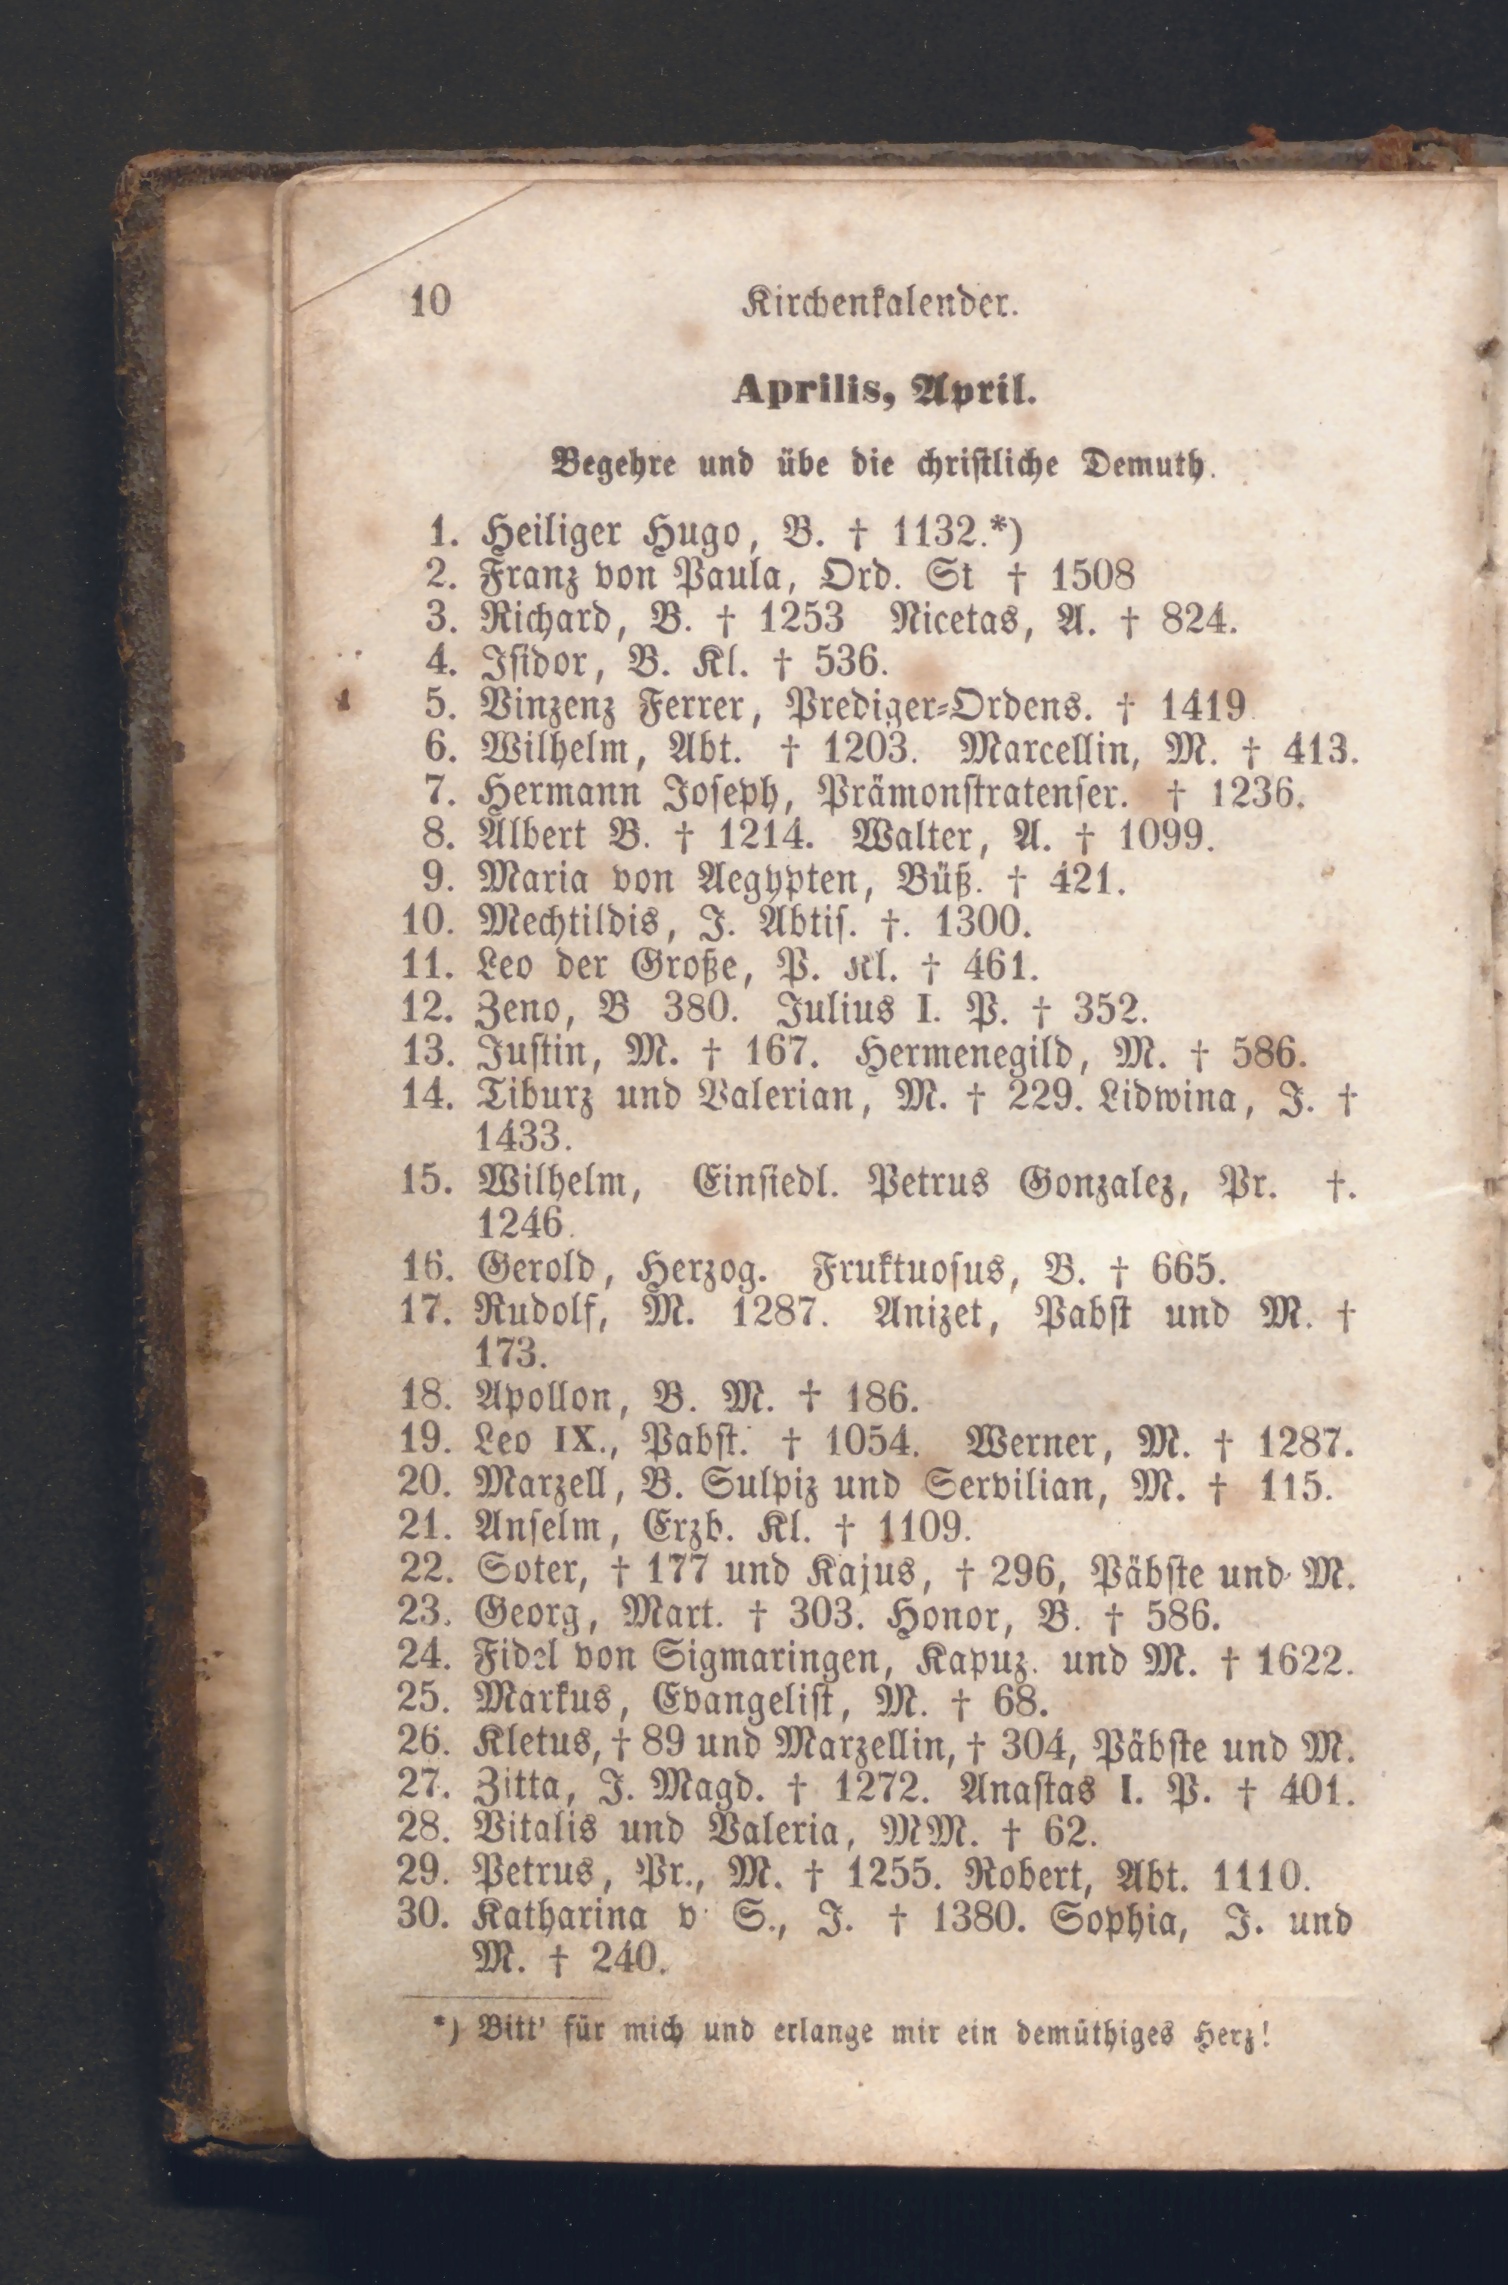 10 Kirchenkalender.
Aprilis, April.
Begehre und übe die christliche Demuth.
1. Heiliger Hugo, B. † 1132.*)
2. Franz von Paula, Ord. St † 1508
3. Richard, B. † 1253 Nicetas, A. † 824.
4. Isidor, B. Kl. † 536.
5. Vinzenz Ferrer, Prediger-Ordens. † 1419
6. Wilhelm, Abt. † 1203. Marcellin, M. † 413.
7. Hermann Joseph, Prämonstratenser. † 1236.
8. Albert B. † 1214. Walter, A. † 1099.
9. Maria von Aegypten, Büß. † 421.
10. Mechtildis, J. Äbtis. †. 1300.
11. Leo der Große, P. Kl. † 461.
12. Zeno, B 380. Julius I. P. † 352.
13. Justin, M. † 167. Hermenegild, M. † 586.
14. Tiburz und Valerian, M. † 229. Lidwina, J. †
1433.
15. Wilhelm, Einsiedl. Petrus Gonzalez, Pr. †.
1246.
16. Gerold, Herzog. Fruktuosus, B. † 665.
17. Rudolf, M. 1287. Anizet, Pabst und M. †
173.
18. Apollon, B. M. † 186.
19. Leo IX., Pabst. † 1054. Werner, M. † 1287.
20. Marzell, B. Sulpiz und Servilian, M. † 115.
21. Anselm, Erzb. Kl. † 1109.
22. Soter, † 177 und Kajus, † 296, Päbste und M.
23. Georg, Mart. † 303. Honor, B. † 586.
24. Fidel von Sigmaringen, Kapuz. und M. † 1622.
25. Markus, Evangelist, M. † 68.
26. Kletus, † 89 und Marzellin, † 304, Päbste und M.
27. Zitta, J. Magd. † 1272. Anastas I. P. † 401.
28. Vitalis und Valeria, MM. † 62.
29. Petrus, Pr., M. † 1255. Robert, Abt. 1110.
30. Katharina v. S., J. † 1380. Sophia, J. und
M. † 240.
*) Bitt' für mich und erlange mir ein demüthiges Herz!